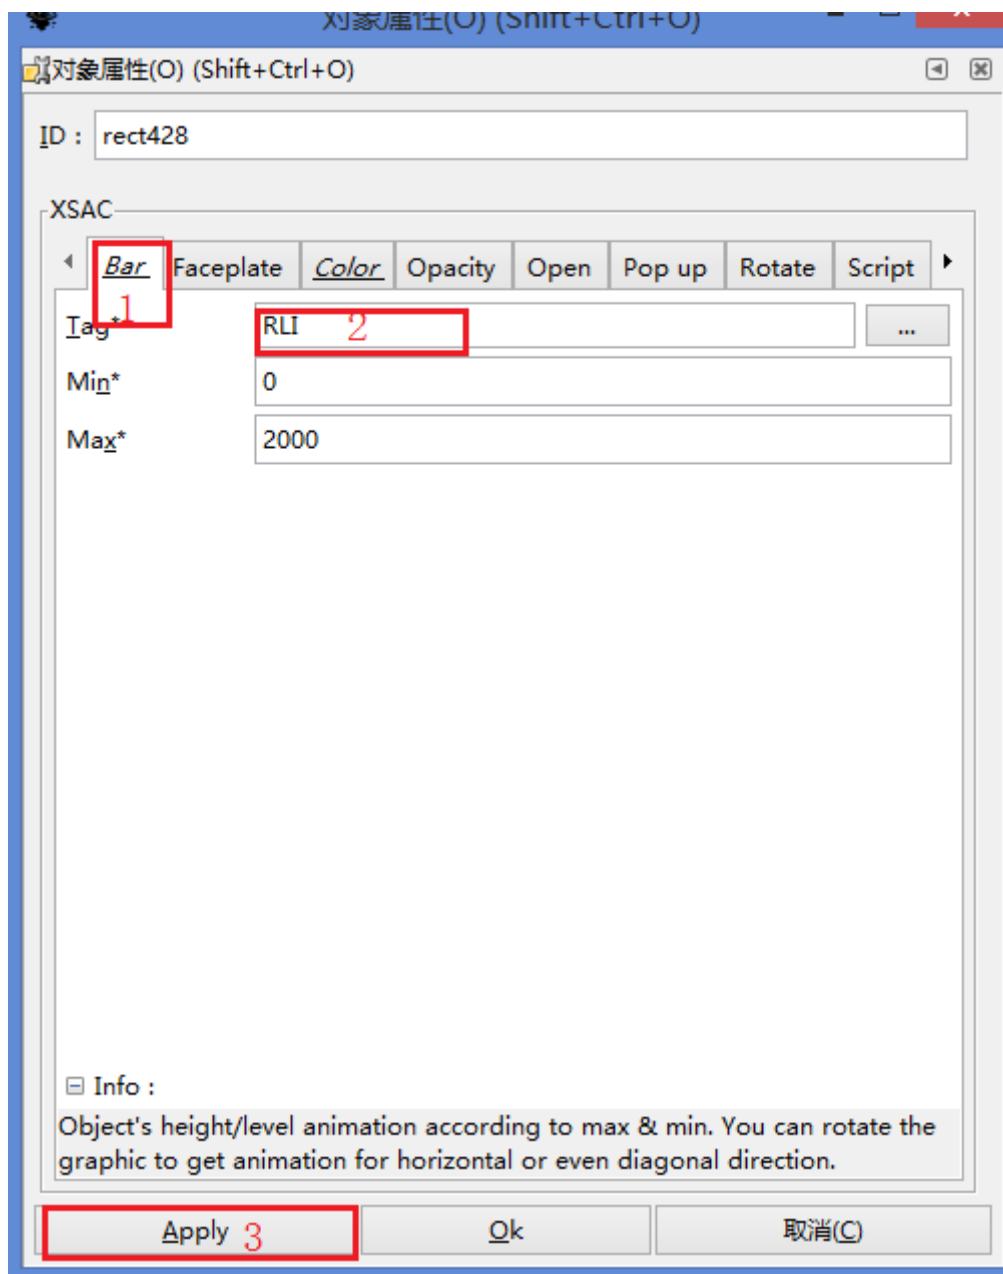 对象属性(O) (Shift+Ctrl+O)
对象属性(O) (Shift+Ctrl+O)
ID : rect428
XSAC
Bar Faceplate Color Opacity Open Pop up Rotate Script
1
Tag* RLI 2 ...
Min* 0
Max* 2000
Info :
Object's height/level animation according to max & min. You can rotate the
graphic to get animation for horizontal or even diagonal direction.
Apply 3 Ok 取消(C)